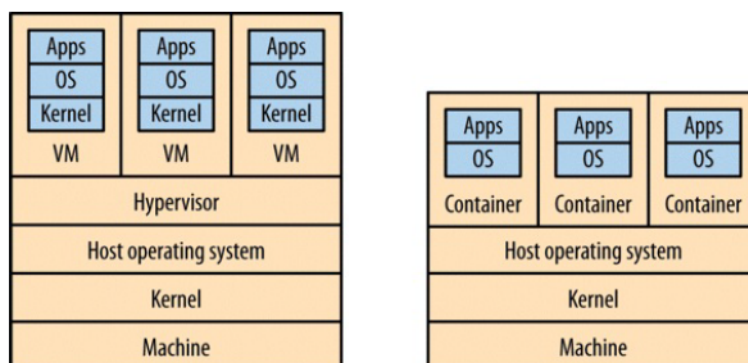 Apps Apps Apps
OS OS OS
Kernel Kernel Kernel
VM VM VM
Hypervisor
Host operating system
Kernel
Machine
Apps Apps Apps
OS OS OS
Container Container Container
Host operating system
Kernel
Machine